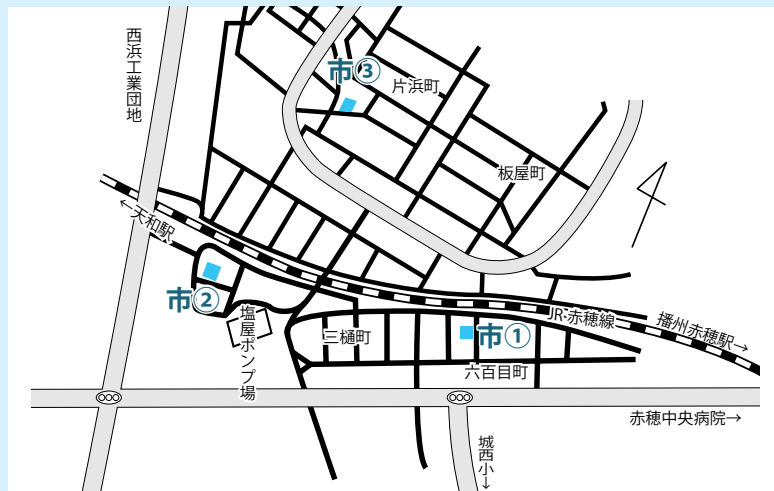 西浜工業団地
市③
片浜町
板屋町
←天和駅
市②
塩屋ポンプ場
三樋町
市①
JR赤穂線
播州赤穂駅→
六百目町
赤穂中央病院→
城西小→